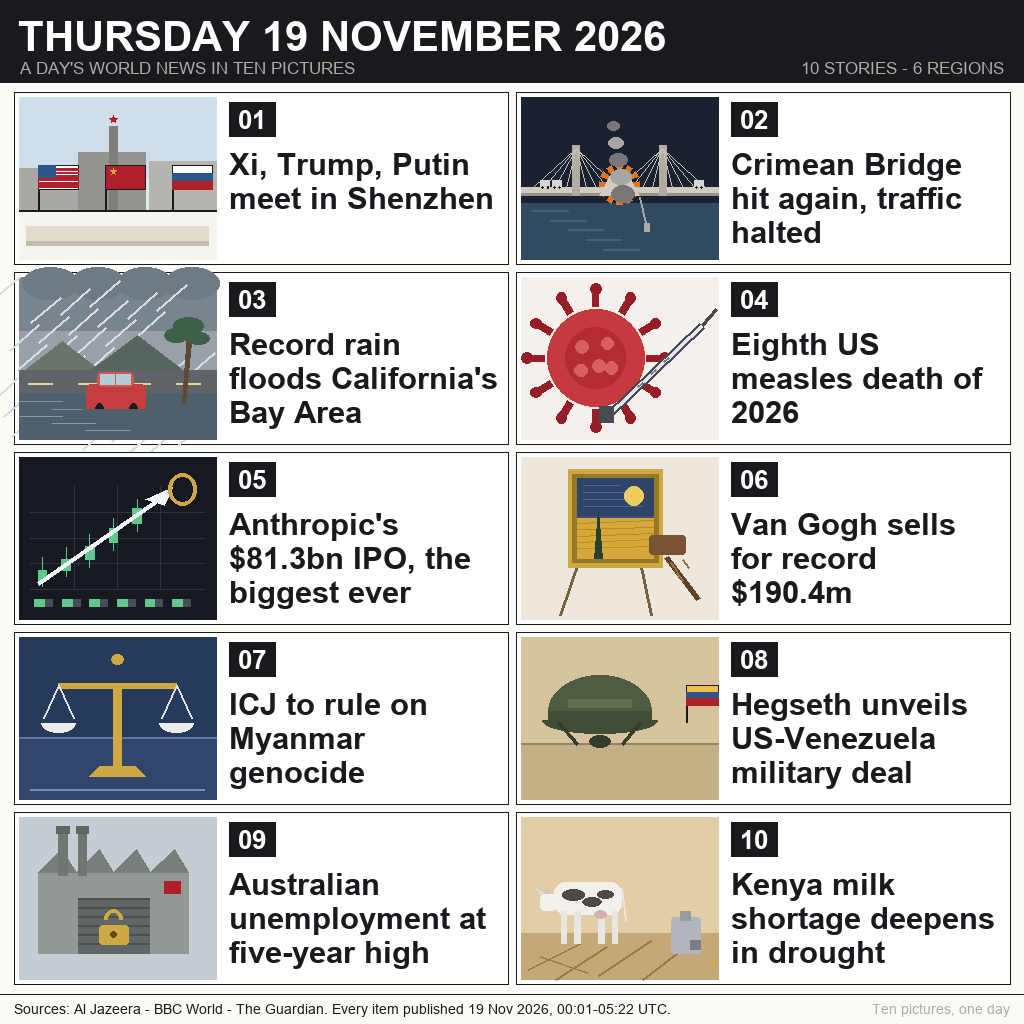 THURSDAY 19 NOVEMBER 2026
A DAY'S WORLD NEWS IN TEN PICTURES
10 STORIES - 6 REGIONS
01
Xi, Trump, Putin
meet in Shenzhen
02
Crimean Bridge
hit again, traffic
halted
03
Record rain
floods California's
Bay Area
04
Eighth US
measles death of
2026
05
Anthropic's
$81.3bn IPO, the
biggest ever
06
Van Gogh sells
for record
$190.4m
07
ICJ to rule on
Myanmar
genocide
08
Hegseth unveils
US-Venezuela
military deal
09
Australian
unemployment at
five-year high
10
Kenya milk
shortage deepens
in drought
Sources: Al Jazeera - BBC World - The Guardian. Every item published 19 Nov 2026, 00:01-05:22 UTC.
Ten pictures, one day